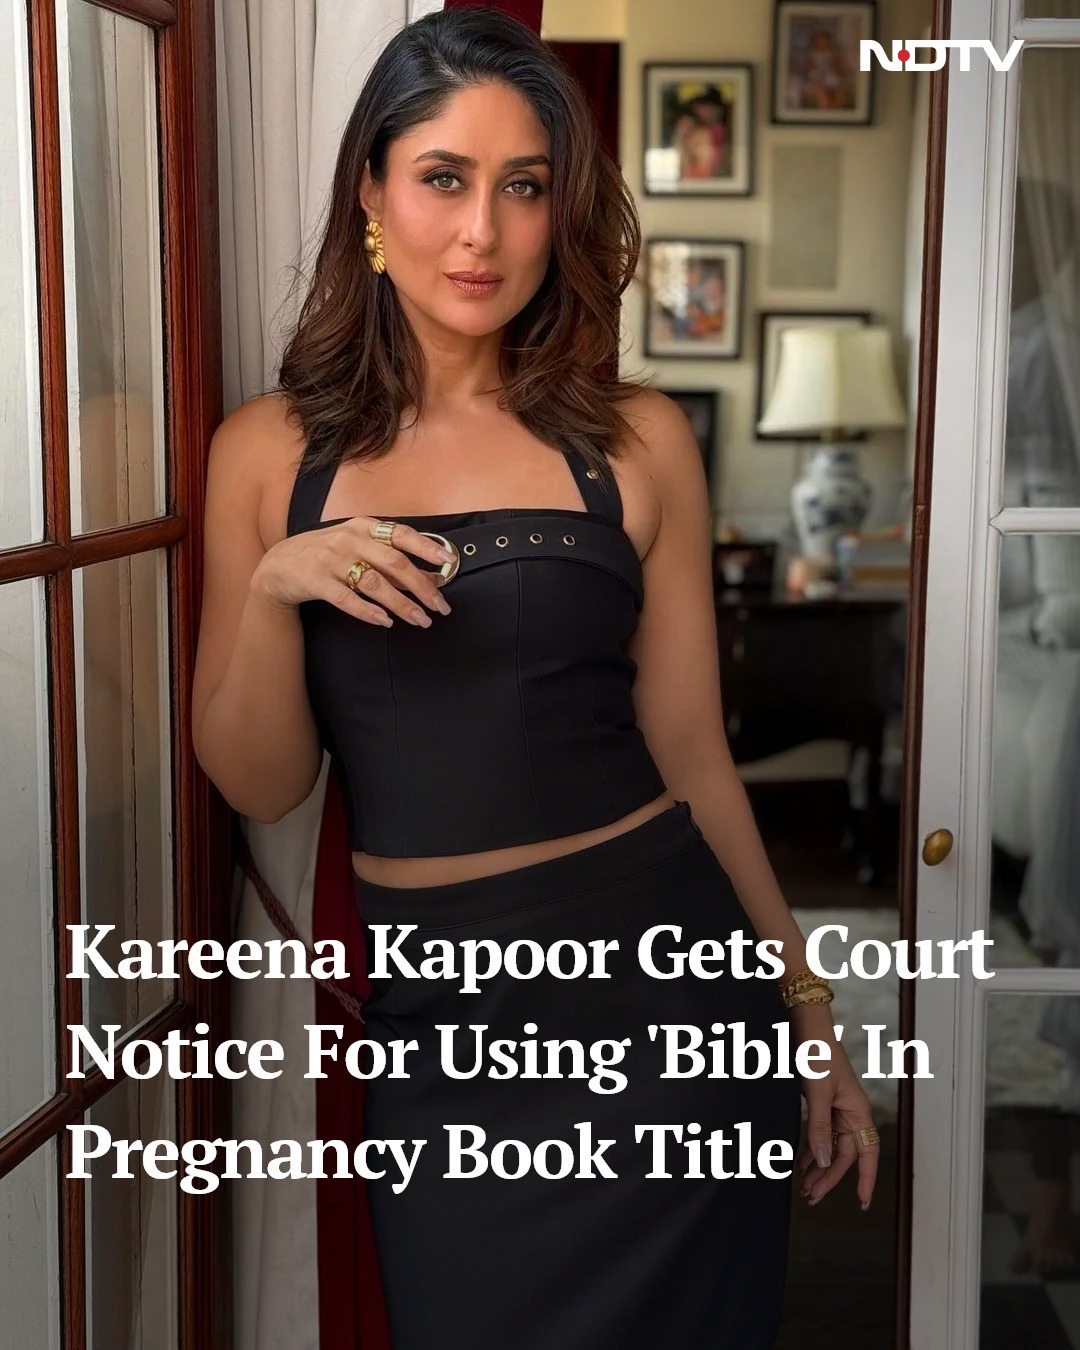 NDTV
Kareena Kapoor Gets Court
Notice For Using 'Bible' In
Pregnancy Book Title